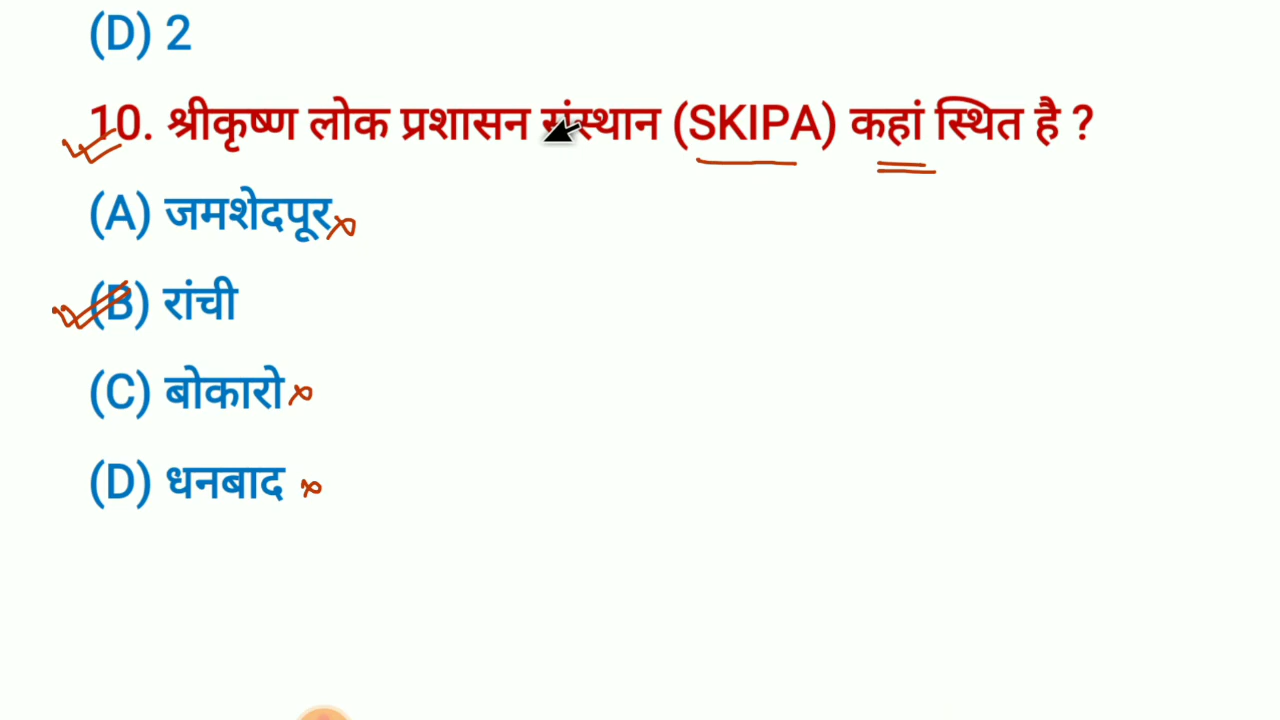 (D) 2
10. श्रीकृष्ण लोक प्रशासन संस्थान (SKIPA) कहां स्थित है ?
(A) जमशेदपूर
(B) रांची
(C) बोकारो
(D) धनबाद